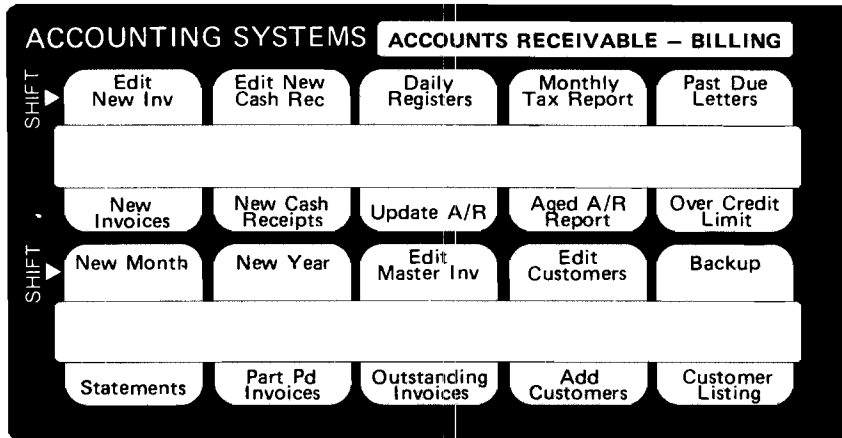 ACCOUNTING SYSTEMS ACCOUNTS RECEIVABLE – BILLING
SHIFT
Edit
New Inv
Edit New
Cash Rec
Daily
Registers
Monthly
Tax Report
Past Due
Letters
New
Invoices
New Cash
Receipts
Update A/R
Aged A/R
Report
Over Credit
Limit
SHIFT
New Month
New Year
Edit
Master Inv
Edit
Customers
Backup
Statements
Part Pd
Invoices
Outstanding
Invoices
Add
Customers
Customer
Listing